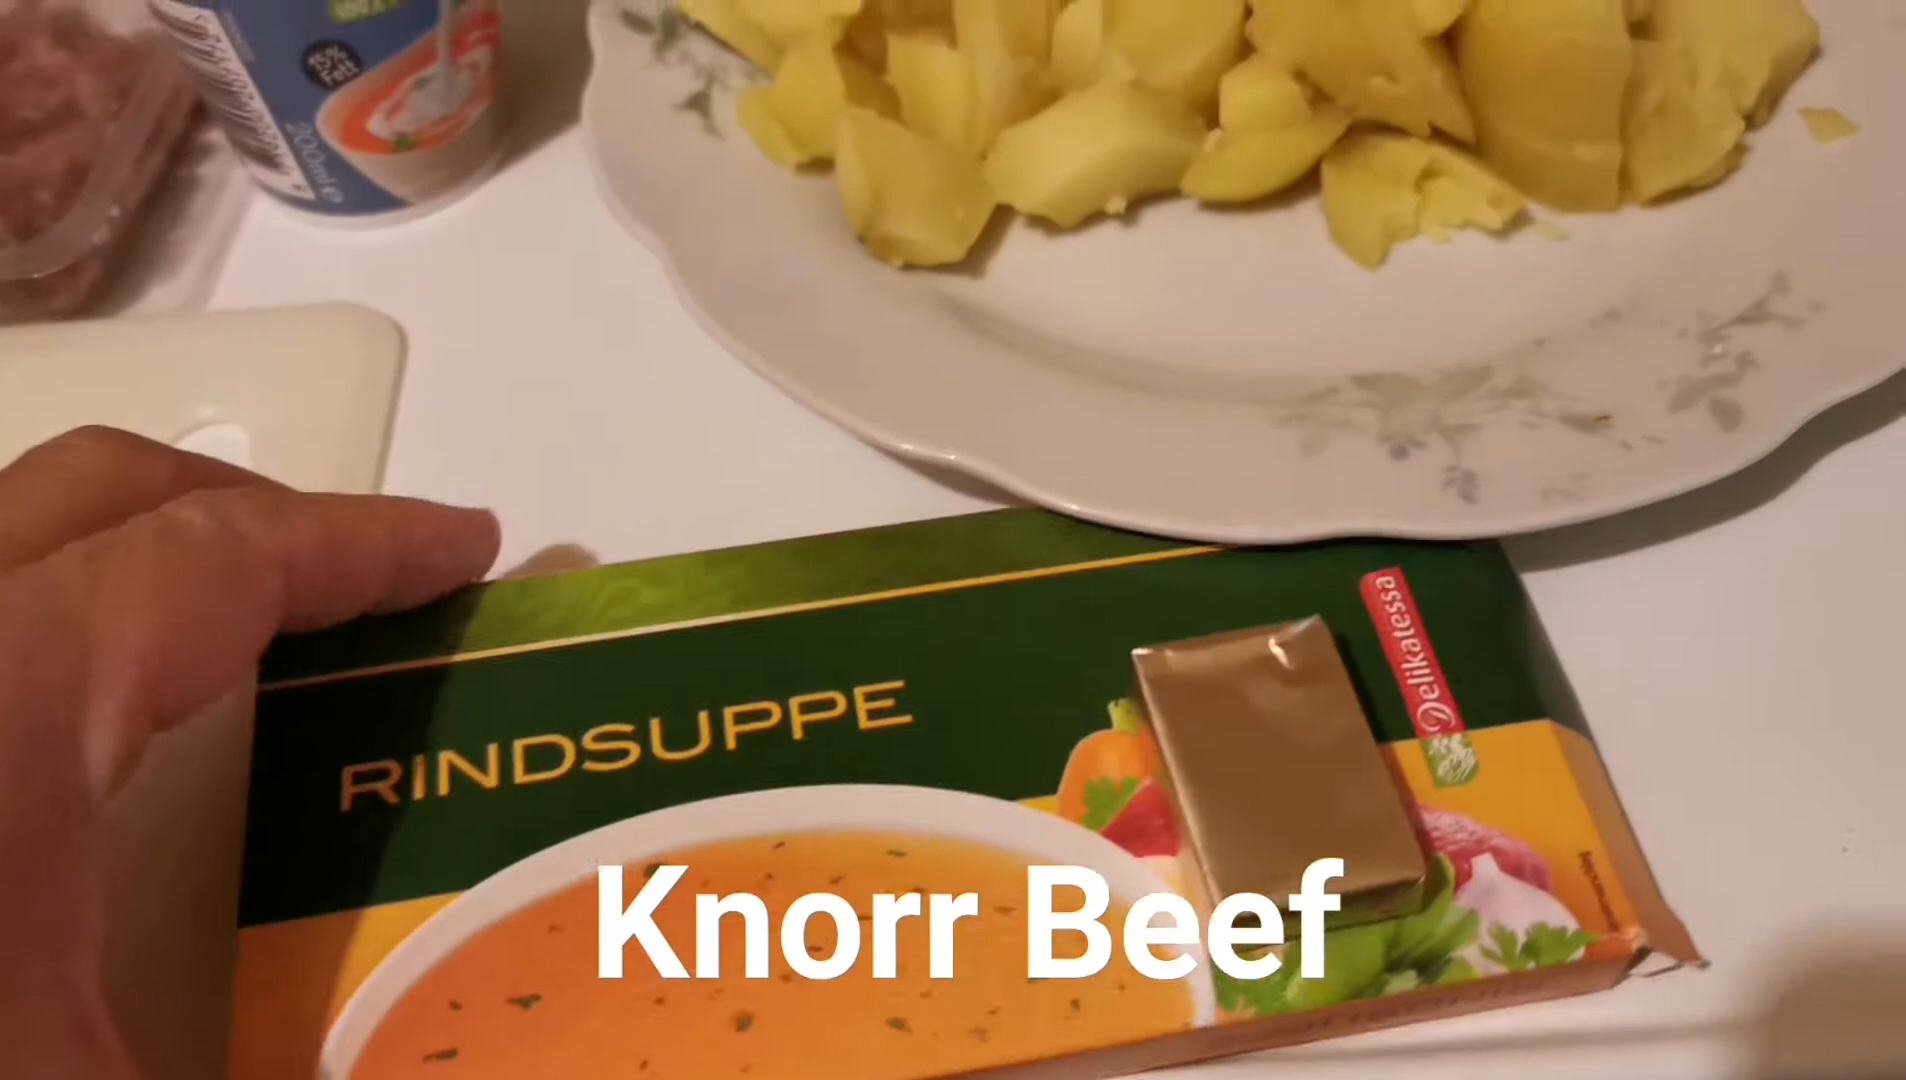 15%
Fett
200ml e
Delikatessa
RINDSUPPE
Knorr Beef